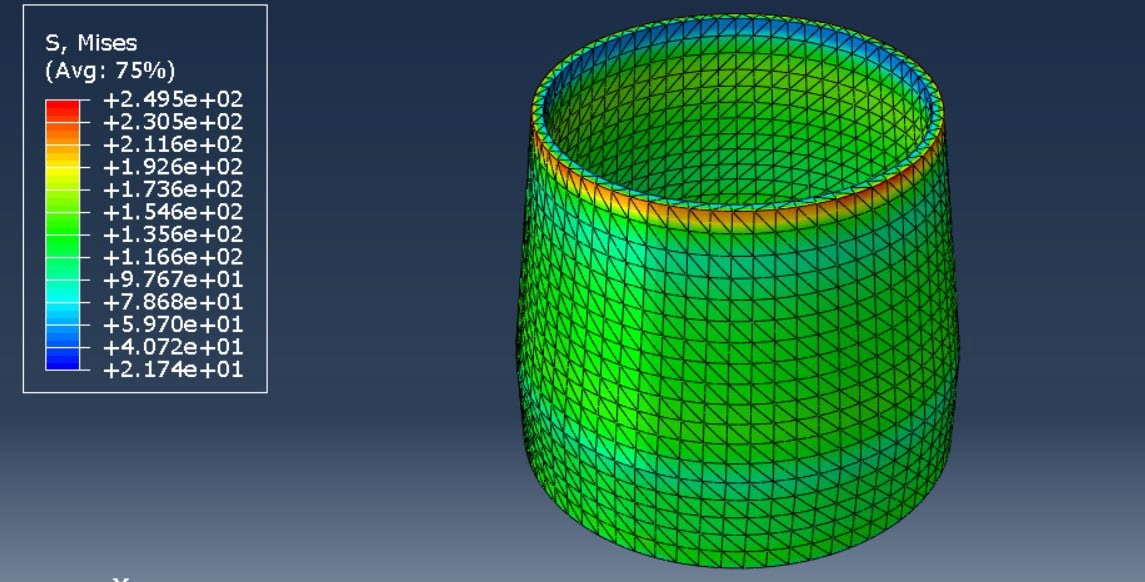 S, Mises
(Avg: 75%)
+2.495e+02
+2.305e+02
+2.116e+02
+1.926e+02
+1.736e+02
+1.546e+02
+1.356e+02
+1.166e+02
+9.767e+01
+7.868e+01
+5.970e+01
+4.072e+01
+2.174e+01